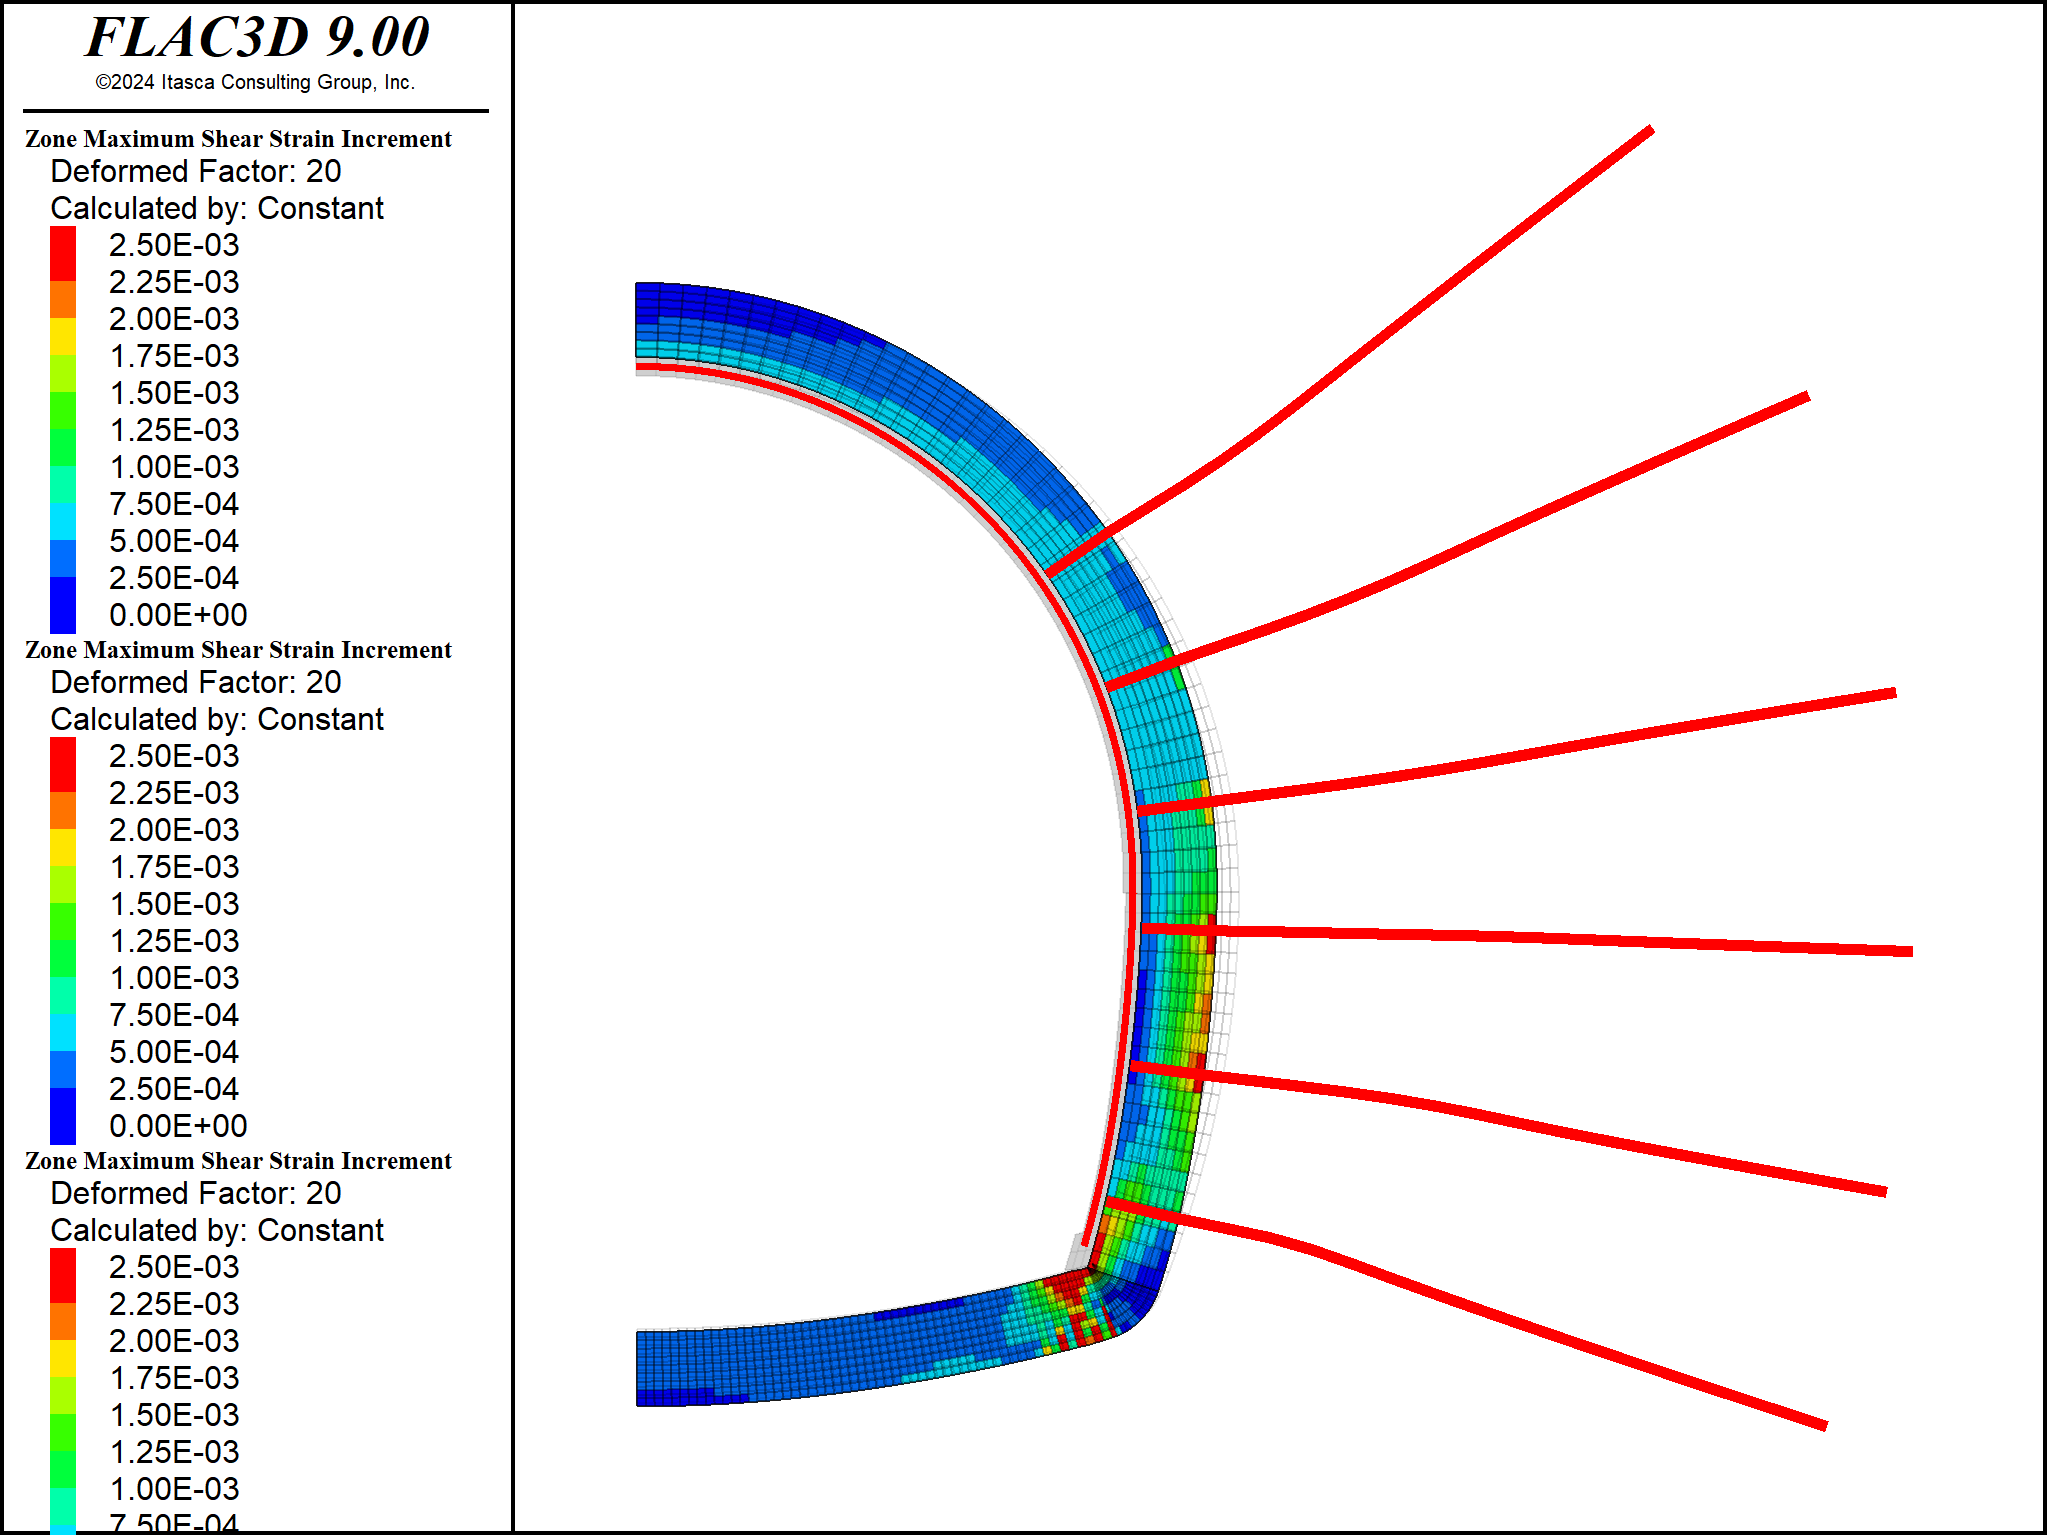 FLAC3D 9.00
©2024 Itasca Consulting Group, Inc.
Zone Maximum Shear Strain Increment
Deformed Factor: 20
Calculated by: Constant
2.50E-03
2.25E-03
2.00E-03
1.75E-03
1.50E-03
1.25E-03
1.00E-03
7.50E-04
5.00E-04
2.50E-04
0.00E+00
Zone Maximum Shear Strain Increment
Deformed Factor: 20
Calculated by: Constant
2.50E-03
2.25E-03
2.00E-03
1.75E-03
1.50E-03
1.25E-03
1.00E-03
7.50E-04
5.00E-04
2.50E-04
0.00E+00
Zone Maximum Shear Strain Increment
Deformed Factor: 20
Calculated by: Constant
2.50E-03
2.25E-03
2.00E-03
1.75E-03
1.50E-03
1.25E-03
1.00E-03
7.50E-04